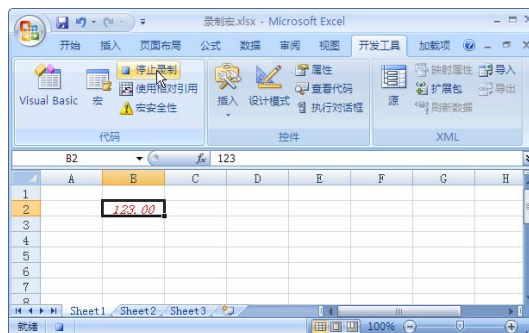 录制宏.xlsx - Microsoft Excel
开始 插入 页面布局 公式 数据 审阅 视图 开发工具 加载项
Visual Basic 宏 停止录制 使用相对引用 宏安全性 插入 设计模式 属性 查看代码 执行对话框 源 映射属性 扩展包 刷新数据 导入 导出
代码 控件 XML
B2 fx 123
A B C D E F G H
1
2 123.00
3
4
5
6
7
8
Sheet1 Sheet2 Sheet3
就绪 100%